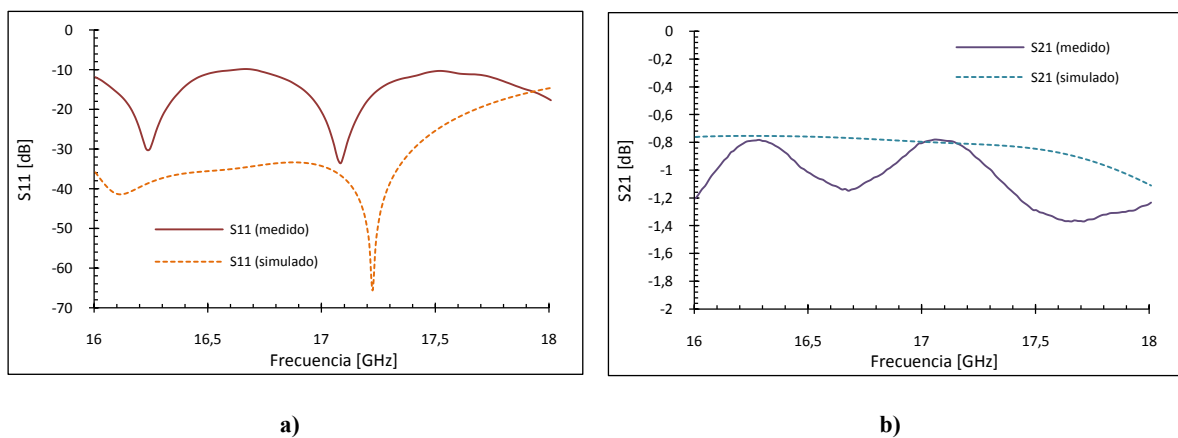 0
-10
-20
-30
-40
-50
-60
-70
S11 [dB]
S11 (medido)
S11 (simulado)
16 16,5 17 17,5 18
Frecuencia [GHz]
a)
0
-0,2
-0,4
-0,6
-0,8
-1
-1,2
-1,4
-1,6
-1,8
-2
S21 [dB]
S21 (medido)
S21 (simulado)
16 16,5 17 17,5 18
Frecuencia [GHz]
b)